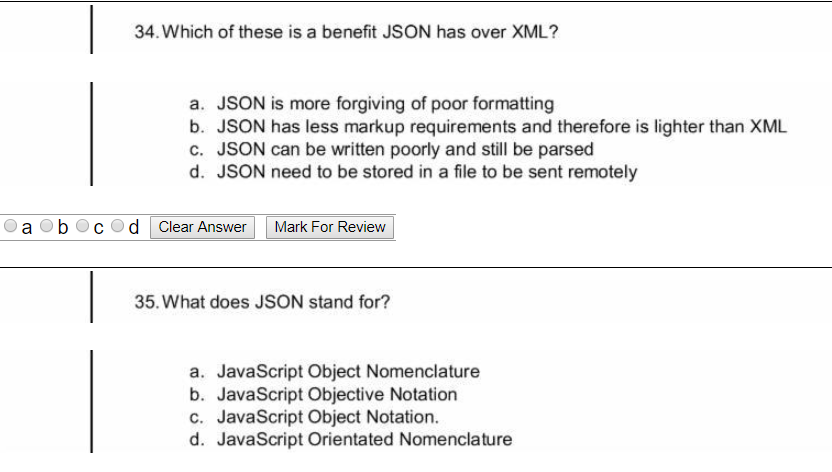 34. Which of these is a benefit JSON has over XML?
a. JSON is more forgiving of poor formatting
b. JSON has less markup requirements and therefore is lighter than XML
c. JSON can be written poorly and still be parsed
d. JSON need to be stored in a file to be sent remotely
a b c d Clear Answer Mark For Review
35. What does JSON stand for?
a. JavaScript Object Nomenclature
b. JavaScript Objective Notation
c. JavaScript Object Notation.
d. JavaScript Orientated Nomenclature